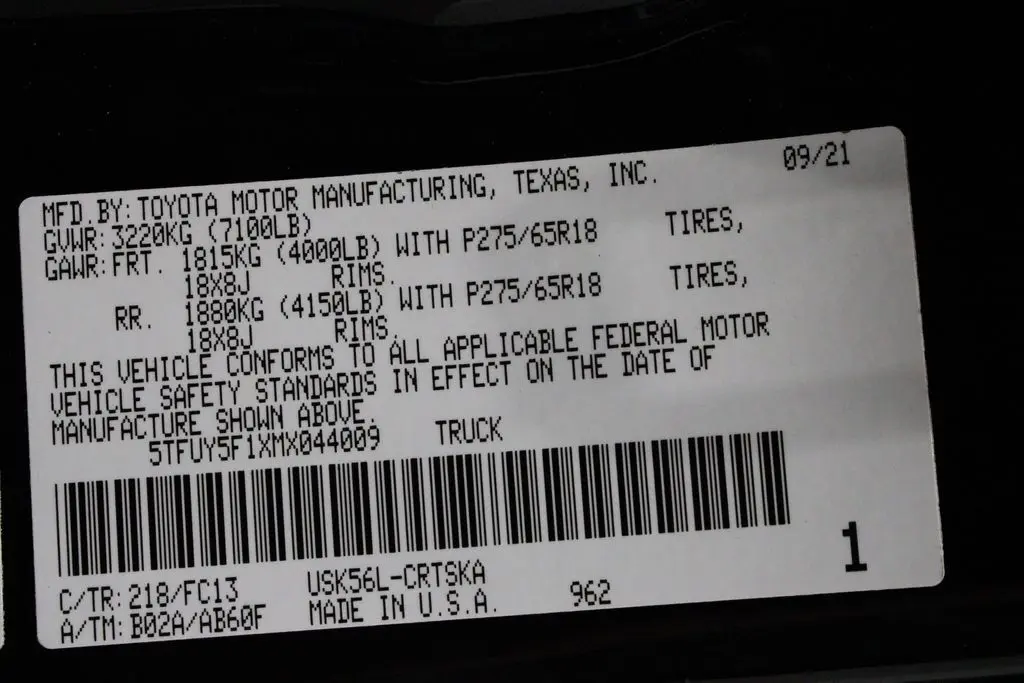 MFD.BY: TOYOTA MOTOR MANUFACTURING, TEXAS, INC. 09/21
GVWR: 3220KG (7100LB)
GAWR: FRT. 1815KG (4000LB) WITH P275/65R18 TIRES,
18X8J RIMS.
RR. 1880KG (4150LB) WITH P275/65R18 TIRES,
18X8J RIMS.
THIS VEHICLE CONFORMS TO ALL APPLICABLE FEDERAL MOTOR
VEHICLE SAFETY STANDARDS IN EFFECT ON THE DATE OF
MANUFACTURE SHOWN ABOVE.
5TFUY5F1XMX044009 TRUCK
1
C/TR: 218/FC13 USK56L-CRTSKA
A/TM: B02A/AB60F MADE IN U.S.A. 962